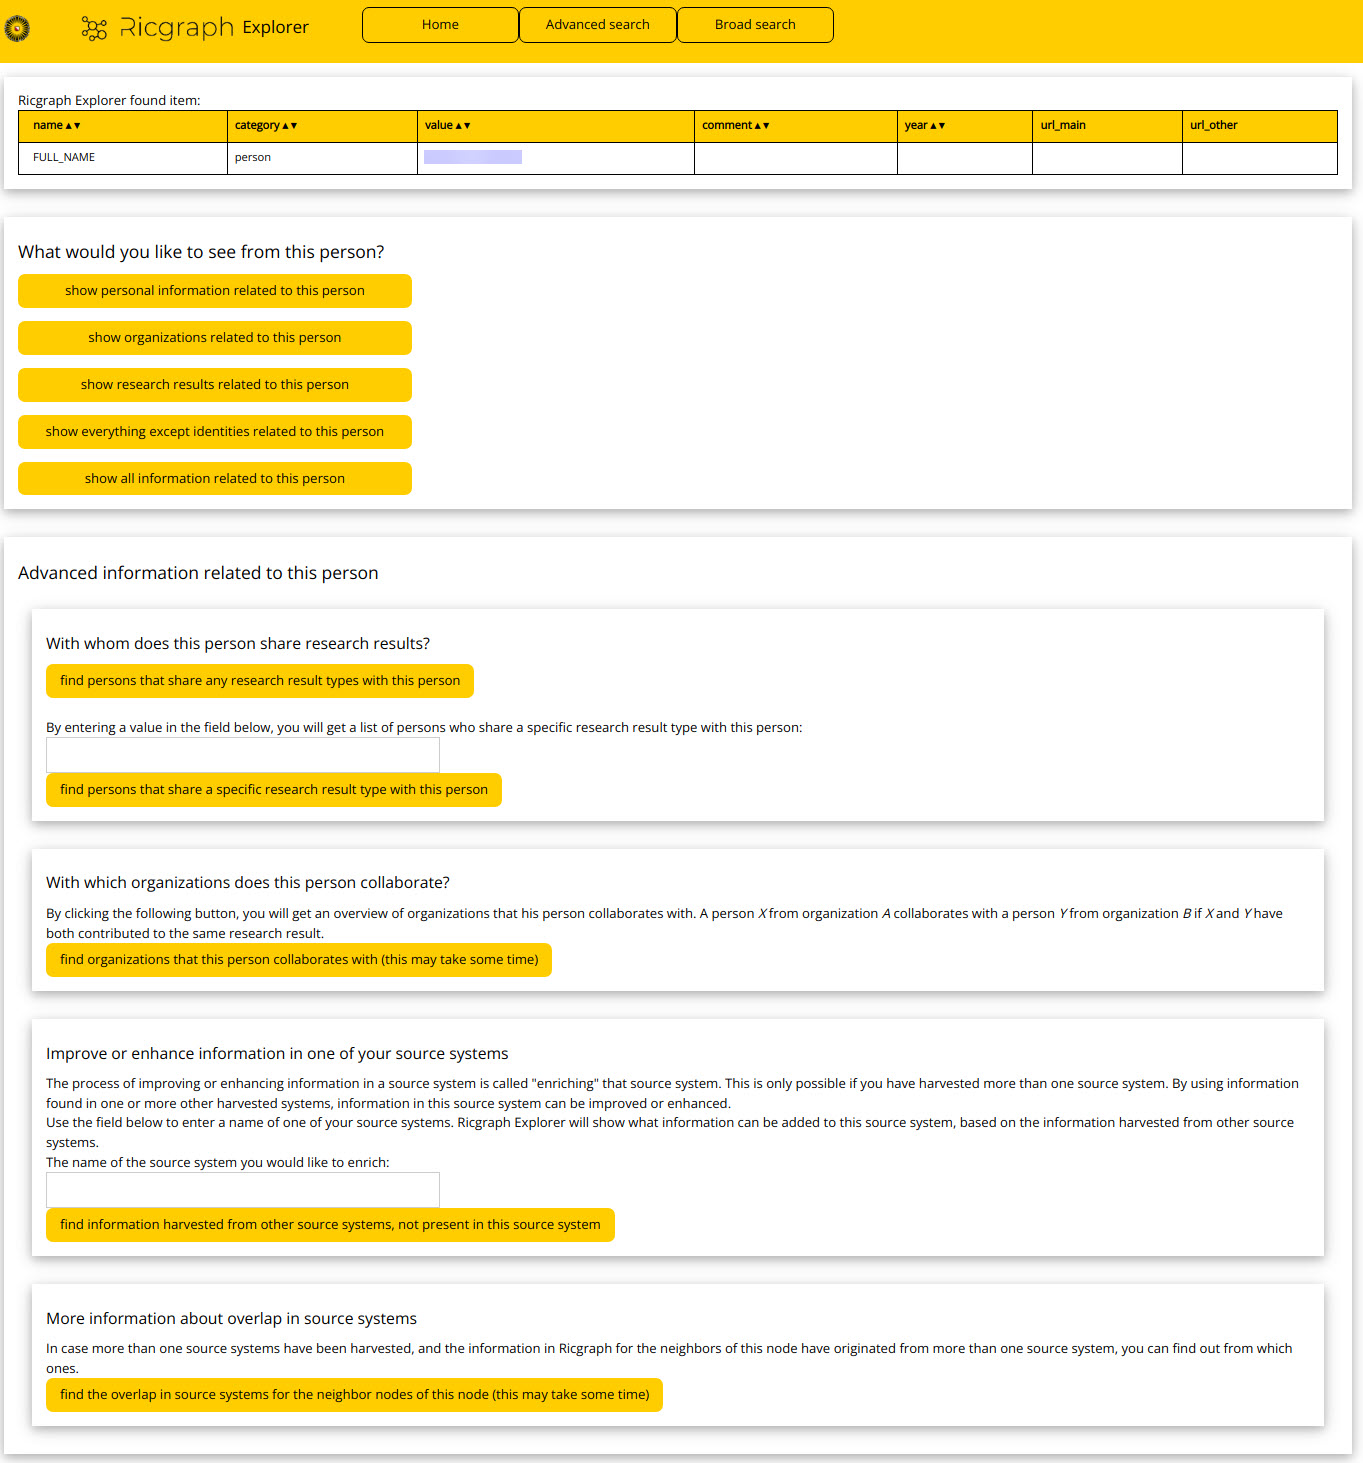 Ricgraph Explorer
Home
Advanced search
Broad search
Ricgraph Explorer found item:
name▲▼ category▲▼ value▲▼ comment▲▼ year▲▼ url_main url_other
FULL_NAME person
What would you like to see from this person?
show personal information related to this person
show organizations related to this person
show research results related to this person
show everything except identities related to this person
show all information related to this person
Advanced information related to this person
With whom does this person share research results?
find persons that share any research result types with this person
By entering a value in the field below, you will get a list of persons who share a specific research result type with this person:
find persons that share a specific research result type with this person
With which organizations does this person collaborate?
By clicking the following button, you will get an overview of organizations that his person collaborates with. A person X from organization A collaborates with a person Y from organization B if X and Y have
both contributed to the same research result.
find organizations that this person collaborates with (this may take some time)
Improve or enhance information in one of your source systems
The process of improving or enhancing information in a source system is called "enriching" that source system. This is only possible if you have harvested more than one source system. By using information
found in one or more other harvested systems, information in this source system can be improved or enhanced.
Use the field below to enter a name of one of your source systems. Ricgraph Explorer will show what information can be added to this source system, based on the information harvested from other source
systems.
The name of the source system you would like to enrich:
find information harvested from other source systems, not present in this source system
More information about overlap in source systems
In case more than one source systems have been harvested, and the information in Ricgraph for the neighbors of this node have originated from more than one source system, you can find out from which
ones.
find the overlap in source systems for the neighbor nodes of this node (this may take some time)